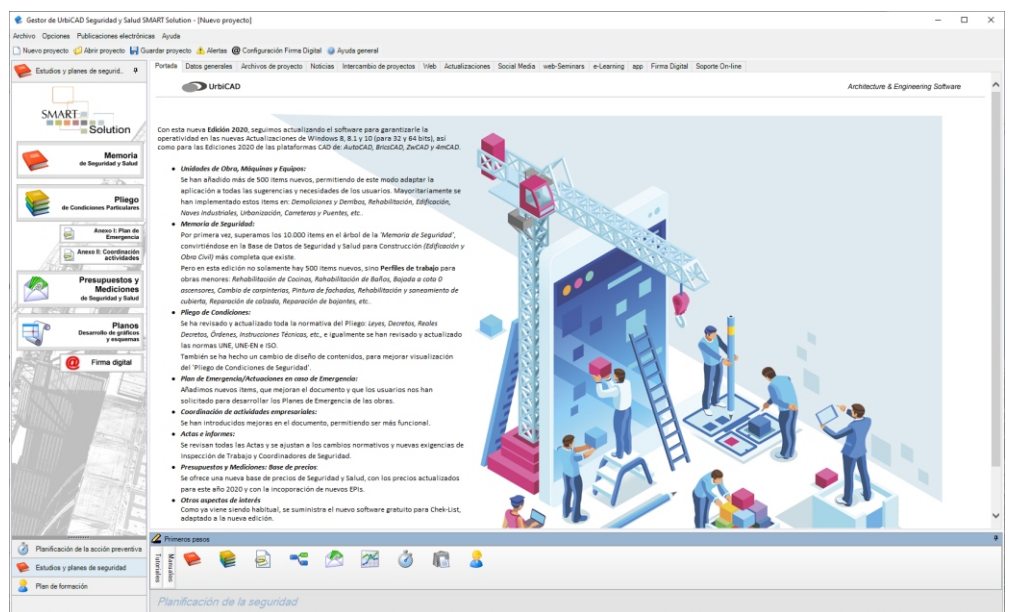 Gestor de UrbiCAD Seguridad y Salud SMART Solution - [Nuevo proyecto]
Archivo Opciones Publicaciones electrónicas Ayuda
Nuevo proyecto Abrir proyecto Guardar proyecto Alertas Configuración Firma Digital Ayuda general
Estudios y planes de segurid..
Portada Datos generales Archivos de proyecto Noticias Intercambio de proyectos Web Actualizaciones Social Media web-Seminars e-Learning app Firma Digital Soporte On-line
SMART
Solution
Memoria
de Seguridad y Salud
Pliego
de Condiciones Particulares
Anexo I: Plan de
Emergencia
Anexo II: Coordinación
actividades
Presupuestos y
Mediciones
de Seguridad y Salud
Planos
Desarrollo de gráficos
y esquemas
Firma digital
Planificación de la acción preventiva
Estudios y planes de seguridad
Plan de formación
UrbiCAD
Architecture & Engineering Software
Con esta nueva Edición 2020, seguimos actualizando el software para garantizarle la
operatividad en las nuevas Actualizaciones de Windows 8, 8.1 y 10 (para 32 y 64 bits), así
como para las Ediciones 2020 de las plataformas CAD de: AutoCAD, BricsCAD, ZwCAD y 4mCAD.
• Unidades de Obra, Máquinas y Equipos:
Se han añadido más de 500 items nuevos, permitiendo de este modo adaptar la
aplicación a todas las sugerencias y necesidades de los usuarios. Mayoritariamente se
han implementado estos items en: Demoliciones y Derribos, Rehabilitación, Edificación,
Naves Industriales, Urbanización, Carreteras y Puentes, etc..
• Memoria de Seguridad:
Por primera vez, superamos los 10.000 items en el árbol de la 'Memoria de Seguridad',
convirtiéndose en la Base de Datos de Seguridad y Salud para Construcción (Edificación y
Obra Civil) más completa que existe.
Pero en esta edición no solamente hay 500 items nuevos, sino Perfiles de trabajo para
obras menores: Rehabilitación de Cocinas, Rahabilitación de Baños, Bajada a cota 0
ascensores, Cambio de carpinterias, Pintura de fachadas, Rehabilitación y saneamiento de
cubierta, Reparación de calzada, Reparación de bajantes, etc..
• Pliego de Condiciones:
Se ha revisado y actualizado toda la normativa del Pliego: Leyes, Decretos, Reales
Decretos, Órdenes, Instrucciones Técnicas, etc., e igualmente se han revisado y actualizado
las normas UNE, UNE-EN e ISO.
También se ha hecho un cambio de diseño de contenidos, para mejorar visualización
del 'Pliego de Condiciones de Seguridad'.
• Plan de Emergencia/Actuaciones en caso de Emergencia:
Añadimos nuevos items, que mejoran el documento y que los usuarios nos han
solicitado para desarrollar los Planes de Emergencia de las obras.
• Coordinación de actividades empresariales:
Se han introducidos mejoras en el documento, permitiendo ser más funcional.
• Actas e informes:
Se revisan todas las Actas y se ajustan a los cambios normativos y nuevas exigencias de
Inspección de Trabajo y Coordinadores de Seguridad.
• Presupuestos y Mediciones: Base de precios:
Se ofrece una nueva base de precios de Seguridad y Salud, con los precios actualizados
para este año 2020 y con la incoporación de nuevos EPIs.
• Otros aspectos de interés
Como ya viene siendo habitual, se suministra el nuevo software gratuito para Chek-List,
adaptado a la nueva edición.
Primeros pasos
Tutoriales
Manuales
Planificación de la seguridad